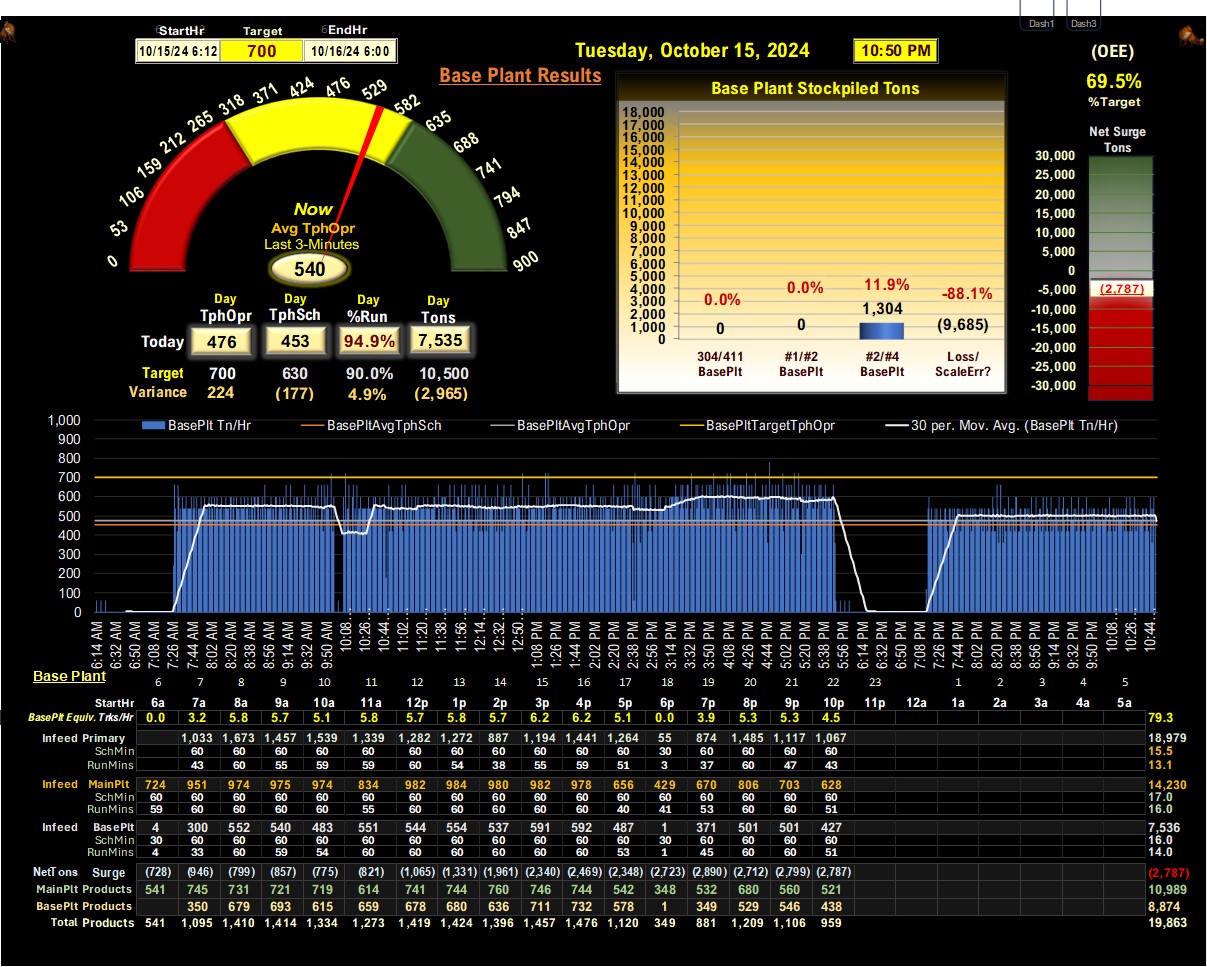 Dash1 Dash3
StartHr Target EndHr
10/15/24 6:12 700 10/16/24 6:00
Tuesday, October 15, 2024 10:50 PM
(OEE)
69.5%
%Target
Base Plant Results
Net Surge
Tons
30,000
25,000
20,000
15,000
10,000
5,000
0
-5,000
-10,000
-15,000
-20,000
-25,000
-30,000
(2,787)
0 53 106 159 212 265 318 371 424 476 529 582 635 688 741 794 847 900
Now
Avg TphOpr
Last 3-Minutes
540
Day Day Day Day
TphOpr TphSch %Run Tons
Today 476 453 94.9% 7,535
Target 700 630 90.0% 10,500
Variance 224 (177) 4.9% (2,965)
Base Plant Stockpiled Tons
18,000
17,000
16,000
15,000
14,000
13,000
12,000
11,000
10,000
9,000
8,000
7,000
6,000
5,000
4,000
3,000
2,000
1,000
0
0.0% 0.0% 11.9% -88.1%
0 0 1,304 (9,685)
304/411 #1/#2 #2/#4 Loss/
BasePlt BasePlt BasePlt ScaleErr?
BasePlt Tn/Hr BasePltAvgTphSch BasePltAvgTphOpr BasePltTargetTphOpr 30 per. Mov. Avg. (BasePlt Tn/Hr)
1,000
900
800
700
600
500
400
300
200
100
0
6:14 AM 6:32 AM 6:50 AM 7:08 AM 7:26 AM 7:44 AM 8:02 AM 8:20 AM 8:38 AM 8:56 AM 9:14 AM 9:32 AM 9:50 AM 10:08... 10:26... 10:44... 11:02... 11:20... 11:38... 11:56... 12:14... 12:32... 12:50... 1:08 PM 1:26 PM 1:44 PM 2:02 PM 2:20 PM 2:38 PM 2:56 PM 3:14 PM 3:32 PM 3:50 PM 4:08 PM 4:26 PM 4:44 PM 5:02 PM 5:20 PM 5:38 PM 5:56 PM 6:14 PM 6:32 PM 6:50 PM 7:08 PM 7:26 PM 7:44 PM 8:02 PM 8:20 PM 8:38 PM 8:56 PM 9:14 PM 9:32 PM 9:50 PM 10:08... 10:26... 10:44...
Base Plant
6 7 8 9 10 11 12 13 14 15 16 17 18 19 20 21 22 23 1 2 3 4 5
StartHr 6a 7a 8a 9a 10a 11a 12p 1p 2p 3p 4p 5p 6p 7p 8p 9p 10p 11p 12a 1a 2a 3a 4a 5a
BasePlt Equiv. Trks/Hr 0.0 3.2 5.8 5.7 5.1 5.8 5.7 5.8 5.7 6.2 6.2 5.1 0.0 3.9 5.3 5.3 4.5 79.3
Infeed Primary 1,033 1,673 1,457 1,539 1,339 1,282 1,272 887 1,194 1,441 1,264 55 874 1,485 1,117 1,067 18,979
SchMin 60 60 60 60 60 60 60 60 60 60 60 30 60 60 60 60 15.5
RunMins 43 60 55 59 59 60 54 38 55 59 51 3 37 60 47 43 13.1
Infeed MainPlt 724 951 974 975 974 834 982 984 980 982 978 656 429 670 806 703 628 14,230
SchMin 60 60 60 60 60 60 60 60 60 60 60 60 60 60 60 60 60 17.0
RunMins 59 60 60 60 60 55 60 60 60 60 60 40 41 53 60 60 51 16.0
Infeed BasePlt 4 300 552 540 483 551 544 554 537 591 592 487 1 371 501 501 427 7,536
SchMin 30 60 60 60 60 60 60 60 60 60 60 60 30 60 60 60 60 16.0
RunMins 4 33 60 59 54 60 60 60 60 60 60 53 1 45 60 60 51 14.0
NetTons Surge (728) (946) (799) (857) (775) (821) (1,065) (1,331) (1,961) (2,340) (2,469) (2,348) (2,723) (2,890) (2,712) (2,799) (2,787) (2,787)
MainPlt Products 541 745 731 721 719 614 741 744 760 746 744 542 348 532 680 560 521 10,989
BasePlt Products 350 679 693 615 659 678 680 636 711 732 578 1 349 529 546 438 8,874
Total Products 541 1,095 1,410 1,414 1,334 1,273 1,419 1,424 1,396 1,457 1,476 1,120 349 881 1,209 1,106 959 19,863